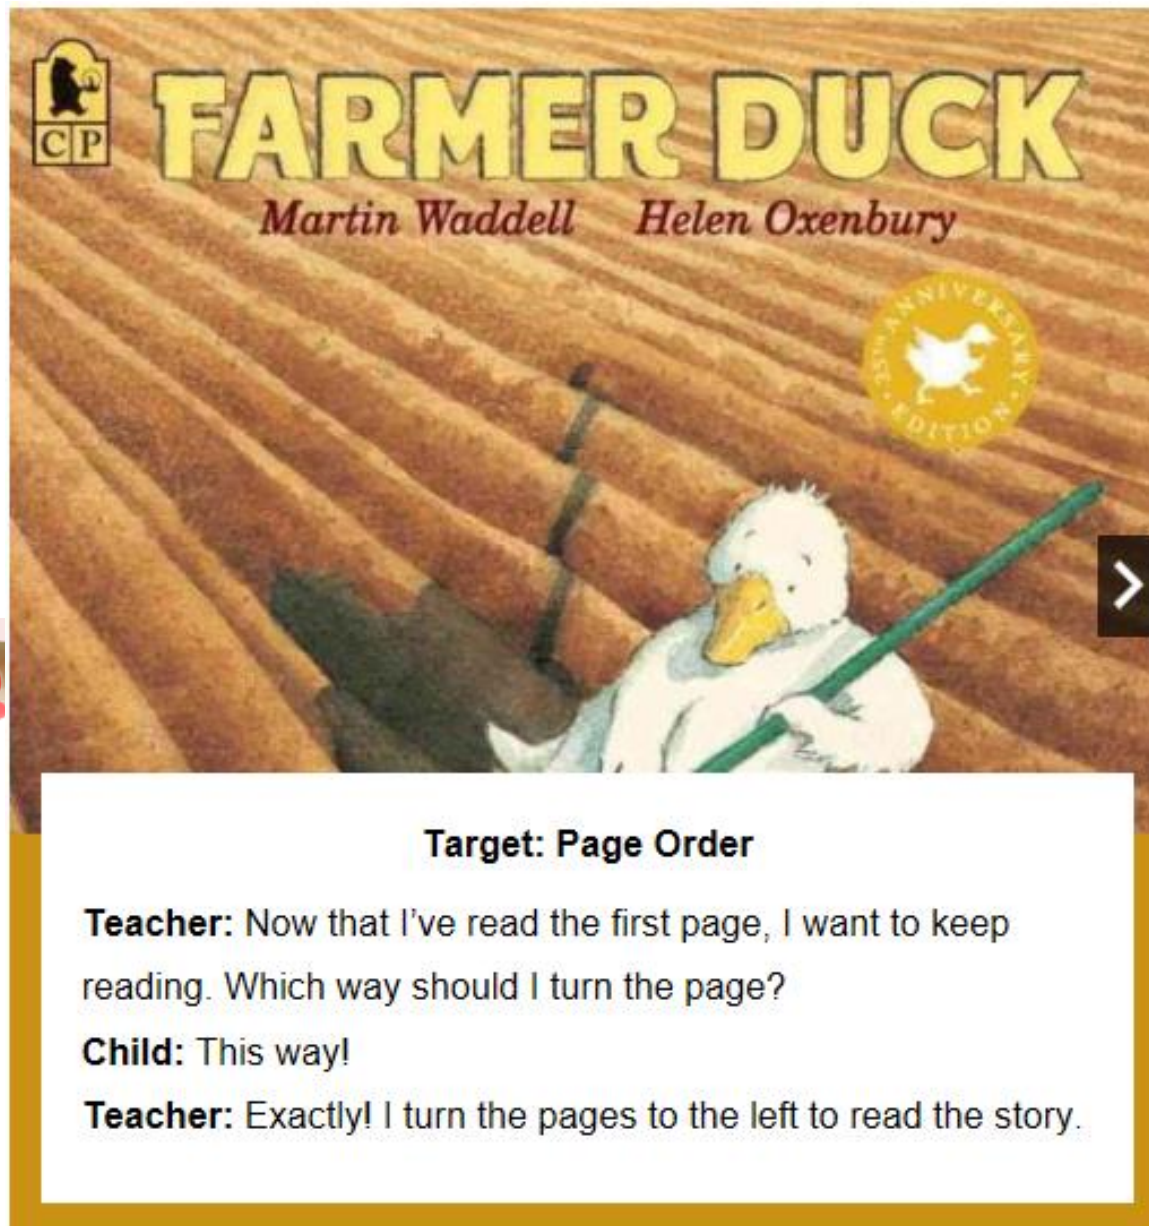 CP
FARMER DUCK
Martin Waddell Helen Oxenbury
25TH ANNIVERSARY
EDITION
Target: Page Order
Teacher: Now that I’ve read the first page, I want to keep
reading. Which way should I turn the page?
Child: This way!
Teacher: Exactly! I turn the pages to the left to read the story.